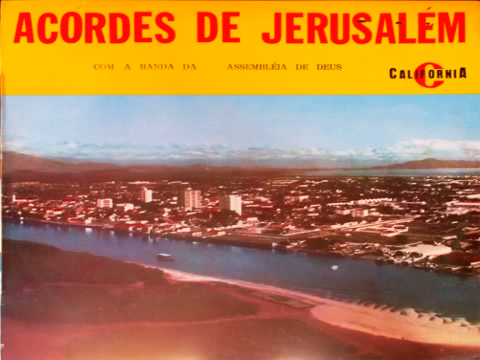 ACORDES DE JERUSALÉM
COM A BANDA DA ASSEMBLÉIA DE DEUS
CALIFORNIA